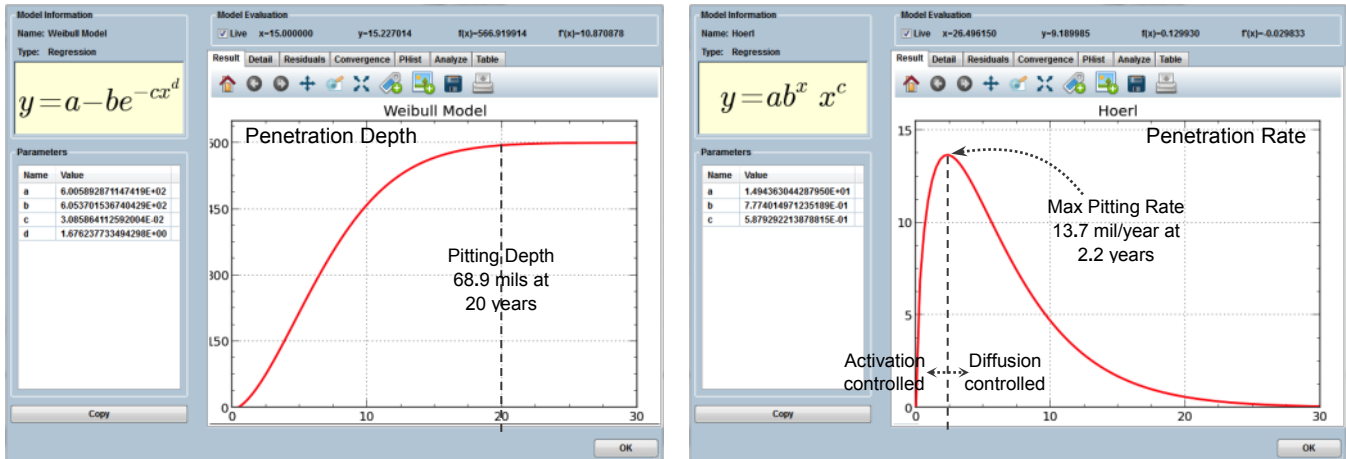 Model Information
Name: Weibull Model
Type: Regression
y=a−be^{−cx^d}
Parameters
Name Value
a 6.005892871147419E+02
b 6.053701536740429E+02
c 3.085864112592004E-02
d 1.676237733494298E+00
Copy
Model Evaluation
Live x=15.000000 y=15.227014 f(x)=566.919914 f'(x)=10.870878
Result Detail Residuals Convergence PHist Analyze Table
Weibull Model
Penetration Depth
600
450
300
150
0
Pitting Depth
68.9 mils at
20 years
0 10 20 30
OK
Model Information
Name: Hoerl
Type: Regression
y=ab^x x^c
Parameters
Name Value
a 1.494363044287950E+01
b 7.774014971235189E-01
c 5.879292213878815E-01
Copy
Model Evaluation
Live x=26.496150 y=9.189985 f(x)=0.129930 f'(x)=-0.029833
Result Detail Residuals Convergence PHist Analyze Table
Hoerl
Penetration Rate
15
10
5
0
Max Pitting Rate
13.7 mil/year at
2.2 years
Activation
controlled
Diffusion
controlled
0 10 20 30
OK